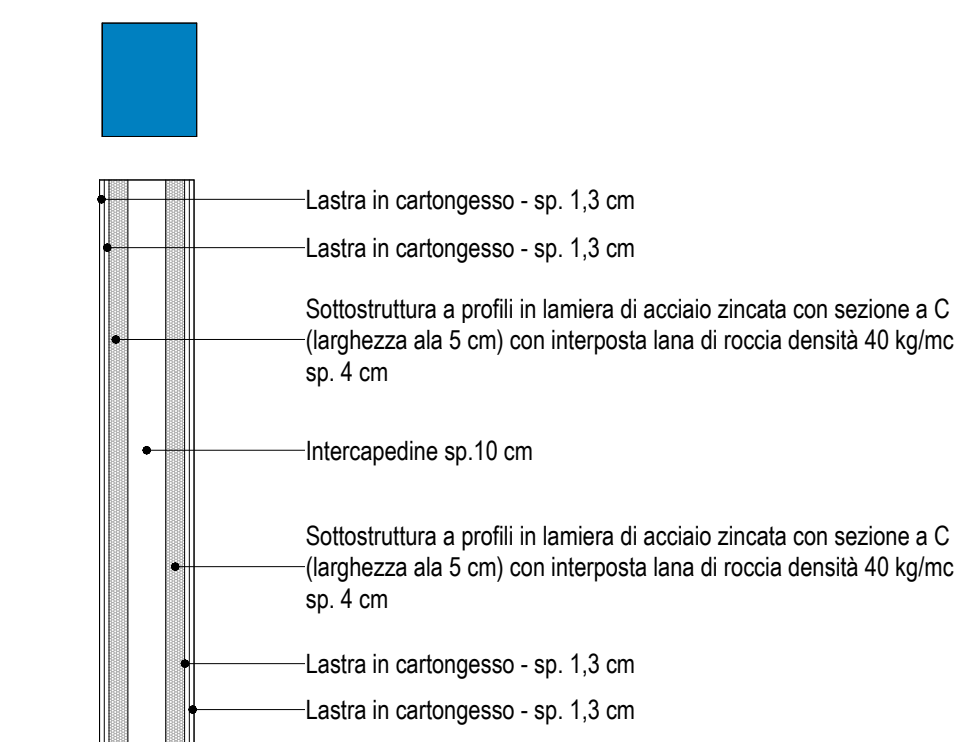 Lastra in cartongesso - sp. 1,3 cm
Lastra in cartongesso - sp. 1,3 cm
Sottostruttura a profili in lamiera di acciaio zincata con sezione a C
(larghezza ala 5 cm) con interposta lana di roccia densità 40 kg/mc
sp. 4 cm
Intercapedine sp.10 cm
Sottostruttura a profili in lamiera di acciaio zincata con sezione a C
(larghezza ala 5 cm) con interposta lana di roccia densità 40 kg/mc
sp. 4 cm
Lastra in cartongesso - sp. 1,3 cm
Lastra in cartongesso - sp. 1,3 cm